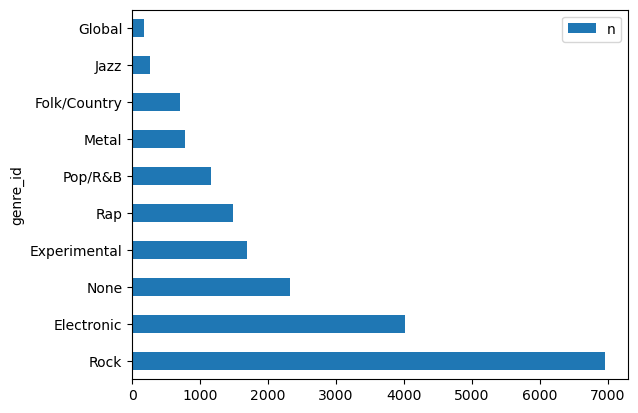 Global
Jazz
Folk/Country
Metal
Pop/R&B
Rap
Experimental
None
Electronic
Rock
genre_id
n
0 1000 2000 3000 4000 5000 6000 7000